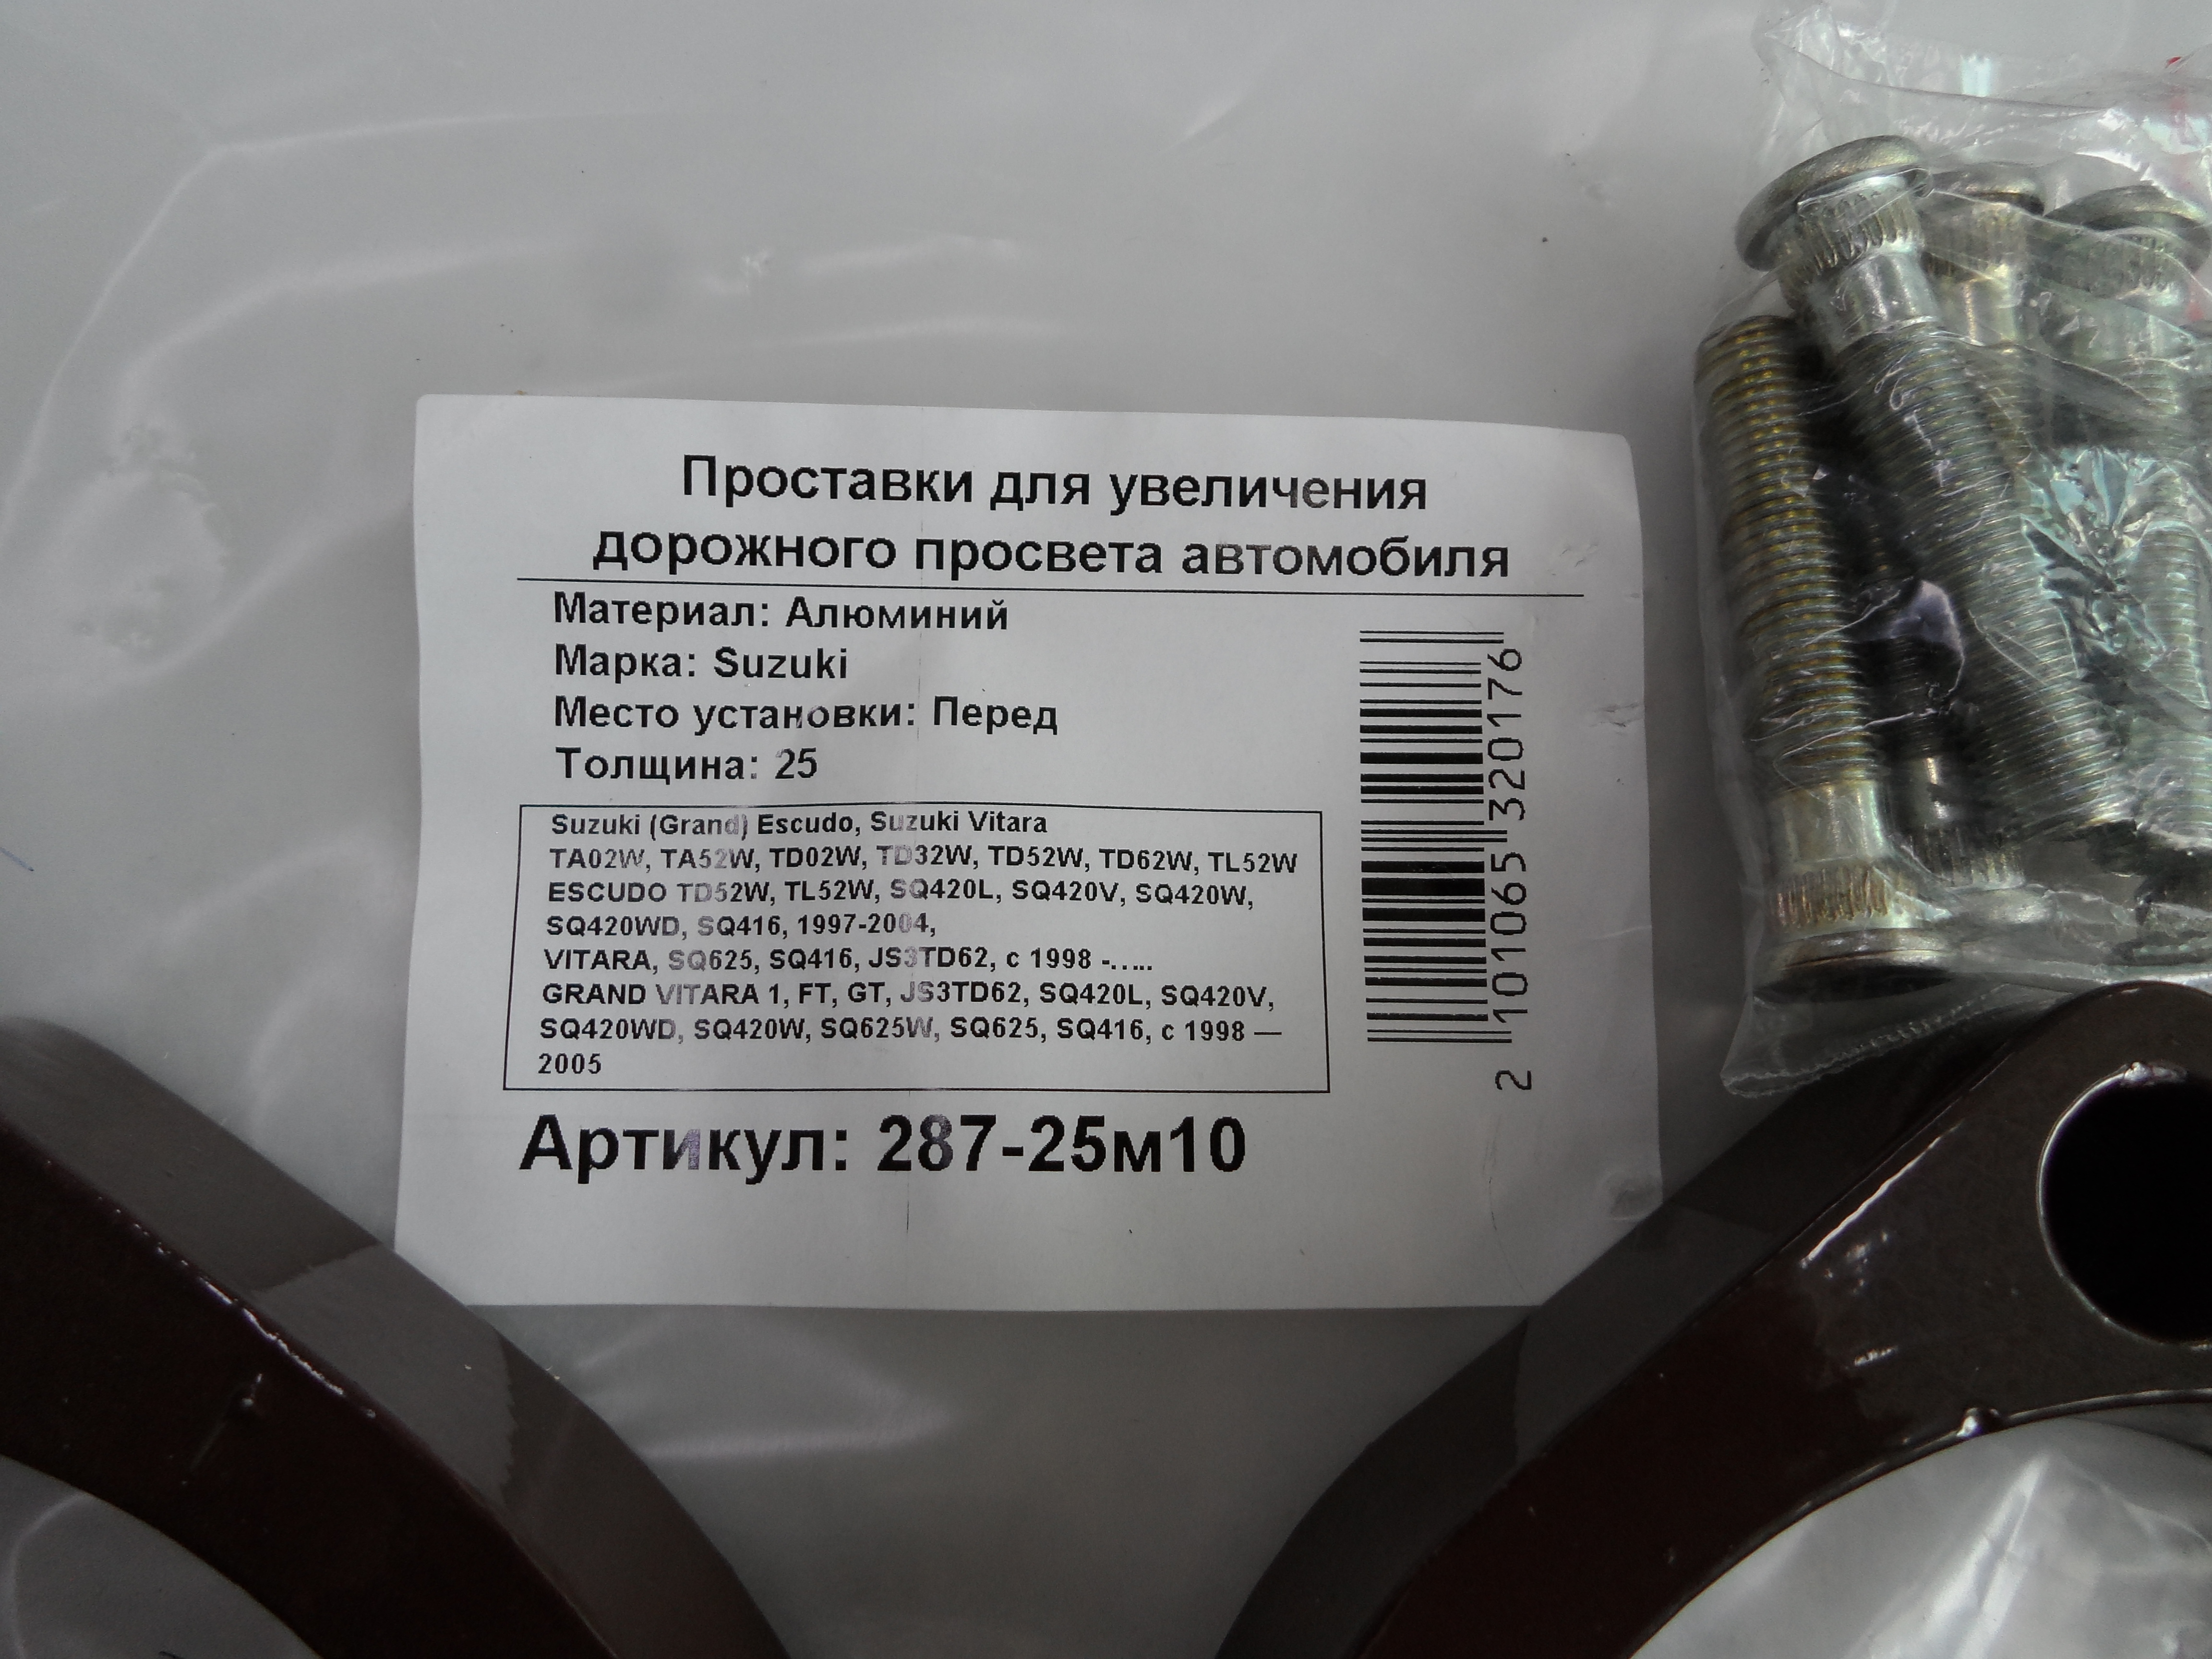 Проставки для увеличения
дорожного просвета автомобиля
Материал: Алюминий
Марка: Suzuki
Место установки: Перед
Толщина: 25
Suzuki (Grand) Escudo, Suzuki Vitara
TA02W, TA52W, TD02W, TD32W, TD52W, TD62W, TL52W
ESCUDO TD52W, TL52W, SQ420L, SQ420V, SQ420W,
SQ420WD, SQ416, 1997-2004,
VITARA, SQ625, SQ416, JS3TD62, с 1998 -.....
GRAND VITARA 1, FT, GT, JS3TD62, SQ420L, SQ420V,
SQ420WD, SQ420W, SQ625W, SQ625, SQ416, с 1998 —
2005
Артикул: 287-25м10
2 101065 320176